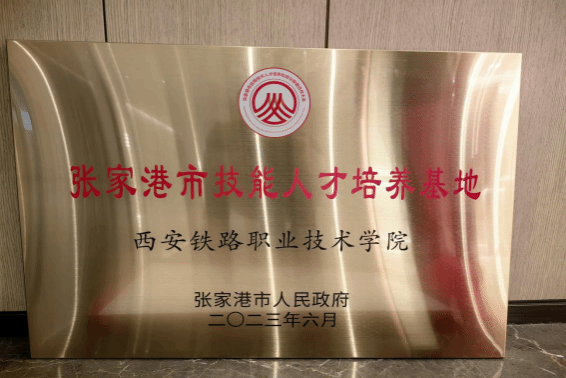 张家港市技能人才培养基地
西安铁路职业技术学院
张家港市人民政府
二〇二三年六月